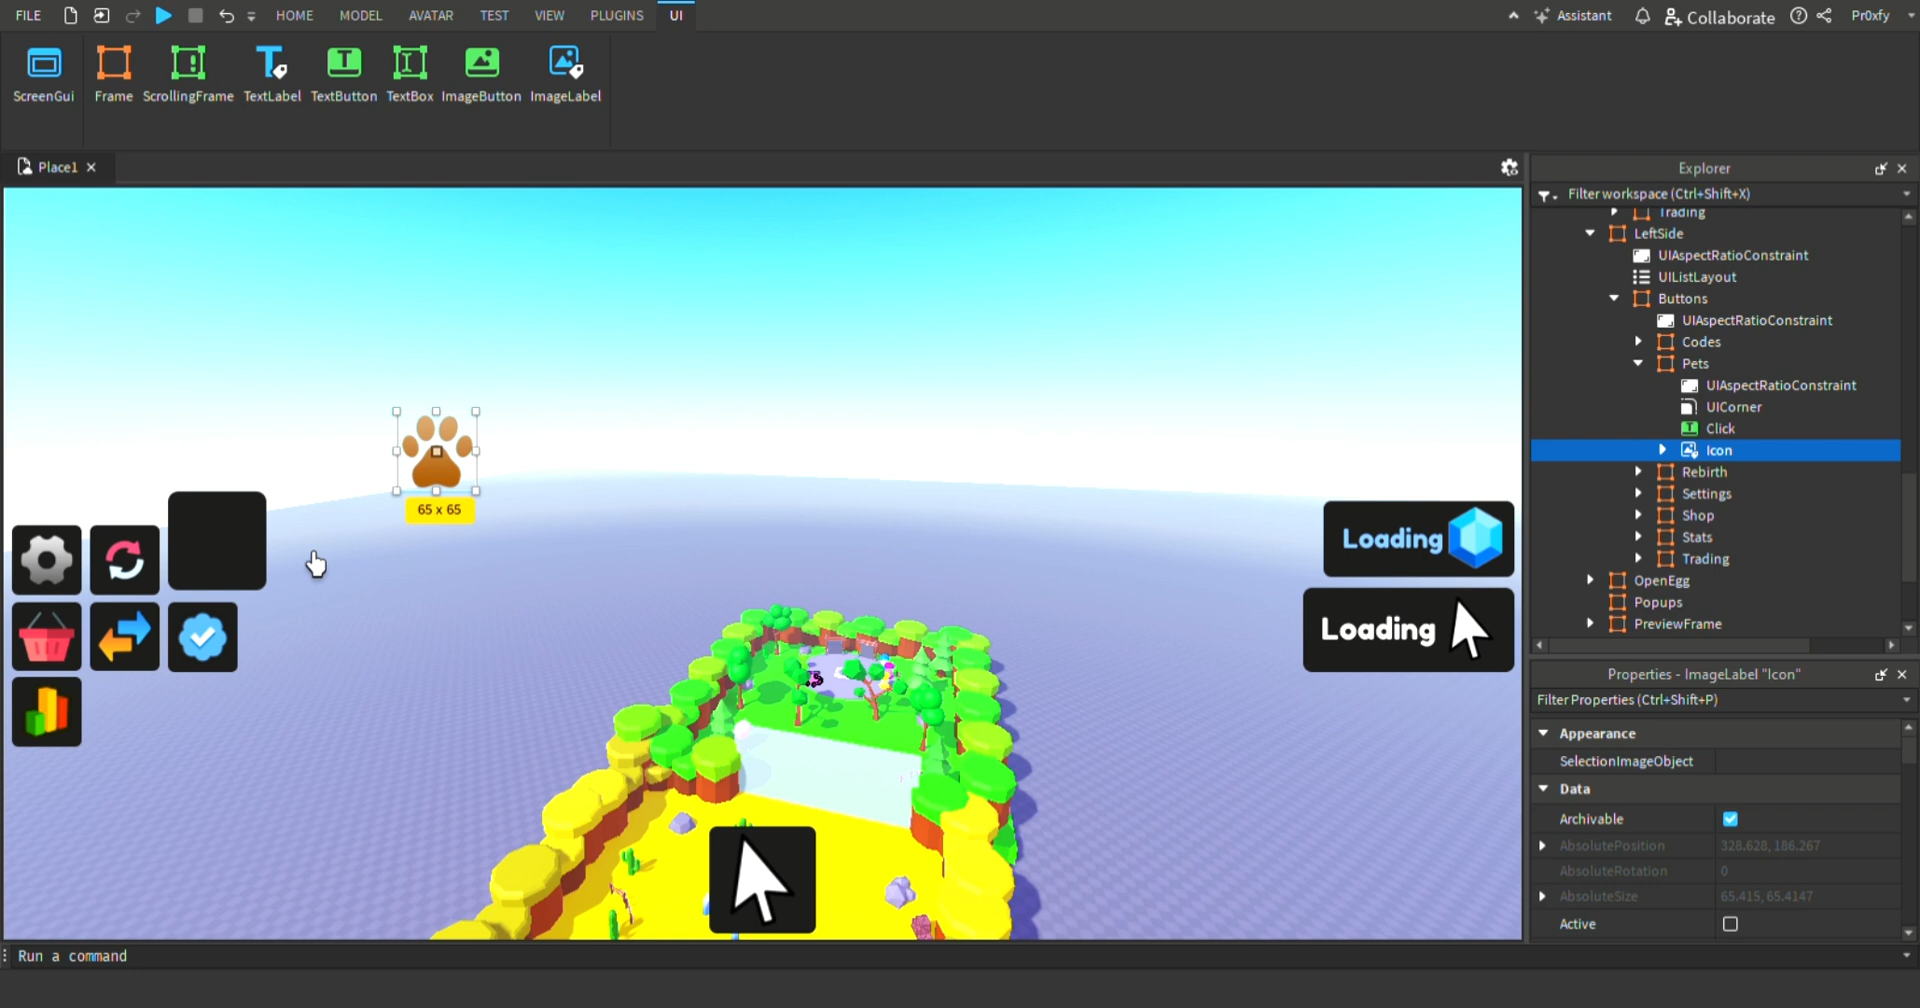 FILE HOME MODEL AVATAR TEST VIEW PLUGINS UI Assistant Collaborate Pr0xfy
ScreenGui Frame ScrollingFrame TextLabel TextButton TextBox ImageButton ImageLabel
Place1
Explorer
Filter workspace (Ctrl+Shift+X)
Trading
LeftSide
UIAspectRatioConstraint
UIListLayout
Buttons
UIAspectRatioConstraint
Codes
Pets
UIAspectRatioConstraint
UICorner
Click
Icon
Rebirth
Settings
Shop
Stats
Trading
OpenEgg
Popups
PreviewFrame
65 x 65
Loading
Loading
Properties - ImageLabel "Icon"
Filter Properties (Ctrl+Shift+P)
Appearance
SelectionImageObject
Data
Archivable
AbsolutePosition 328.628, 186.267
AbsoluteRotation 0
AbsoluteSize 65.415, 65.4147
Active
Run a command